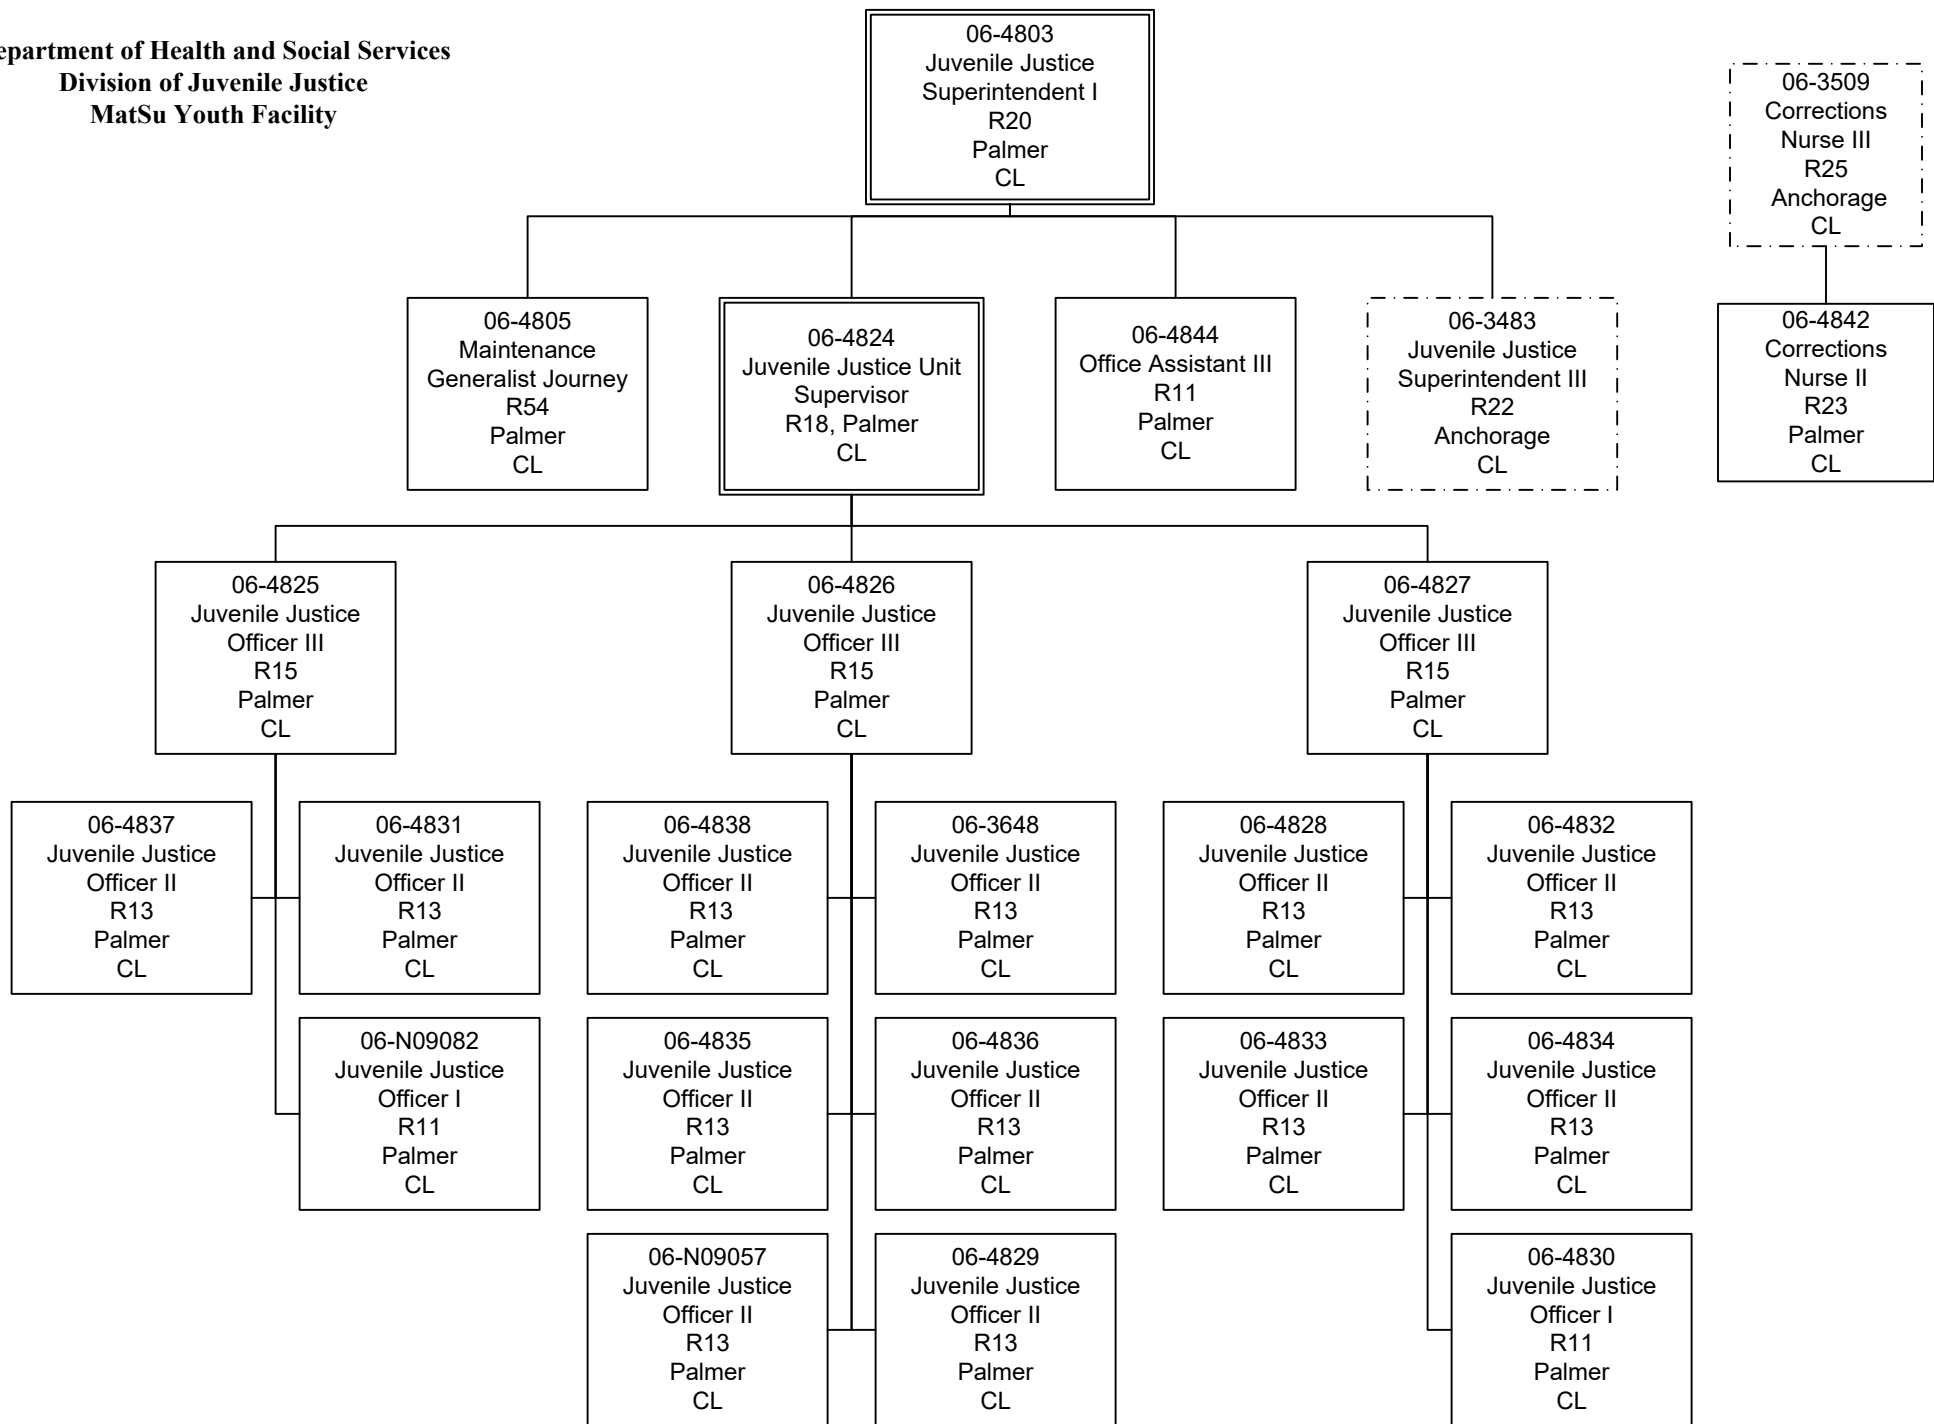 epartment of Health and Social Services
Division of Juvenile Justice
MatSu Youth Facility
06-4803
Juvenile Justice
Superintendent I
R20
Palmer
CL
06-3509
Corrections
Nurse III
R25
Anchorage
CL
06-4805
Maintenance
Generalist Journey
R54
Palmer
CL
06-4824
Juvenile Justice Unit
Supervisor
R18, Palmer
CL
06-4844
Office Assistant III
R11
Palmer
CL
06-3483
Juvenile Justice
Superintendent III
R22
Anchorage
CL
06-4842
Corrections
Nurse II
R23
Palmer
CL
06-4825
Juvenile Justice
Officer III
R15
Palmer
CL
06-4826
Juvenile Justice
Officer III
R15
Palmer
CL
06-4827
Juvenile Justice
Officer III
R15
Palmer
CL
06-4837
Juvenile Justice
Officer II
R13
Palmer
CL
06-4831
Juvenile Justice
Officer II
R13
Palmer
CL
06-4838
Juvenile Justice
Officer II
R13
Palmer
CL
06-3648
Juvenile Justice
Officer II
R13
Palmer
CL
06-4828
Juvenile Justice
Officer II
R13
Palmer
CL
06-4832
Juvenile Justice
Officer II
R13
Palmer
CL
06-N09082
Juvenile Justice
Officer I
R11
Palmer
CL
06-4835
Juvenile Justice
Officer II
R13
Palmer
CL
06-4836
Juvenile Justice
Officer II
R13
Palmer
CL
06-4833
Juvenile Justice
Officer II
R13
Palmer
CL
06-4834
Juvenile Justice
Officer II
R13
Palmer
CL
06-N09057
Juvenile Justice
Officer II
R13
Palmer
CL
06-4829
Juvenile Justice
Officer II
R13
Palmer
CL
06-4830
Juvenile Justice
Officer I
R11
Palmer
CL